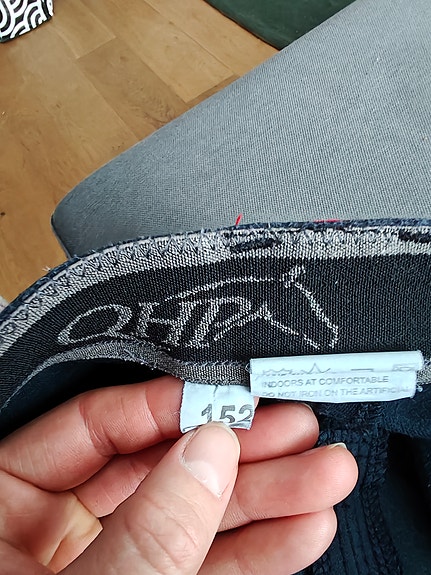 QHP
INDOORS AT COMFORTABLE
DO NOT IRON ON THE ARTIFICIAL
152